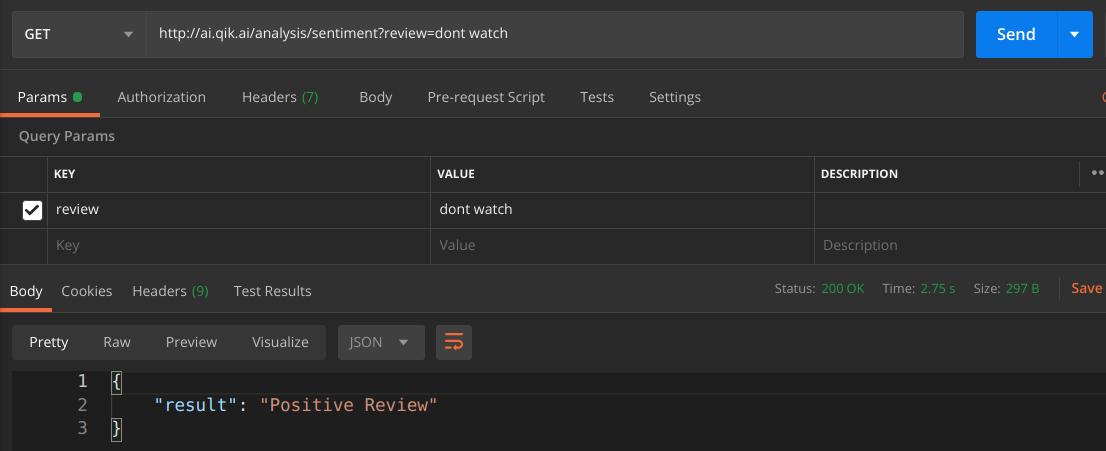 GET http://ai.qik.ai/analysis/sentiment?review=dont watch Send
Params Authorization Headers (7) Body Pre-request Script Tests Settings
Query Params
KEY VALUE DESCRIPTION
review dont watch
Key Value Description
Body Cookies Headers (9) Test Results Status: 200 OK Time: 2.75 s Size: 297 B Save
Pretty Raw Preview Visualize JSON
1 {
2 "result": "Positive Review"
3 }